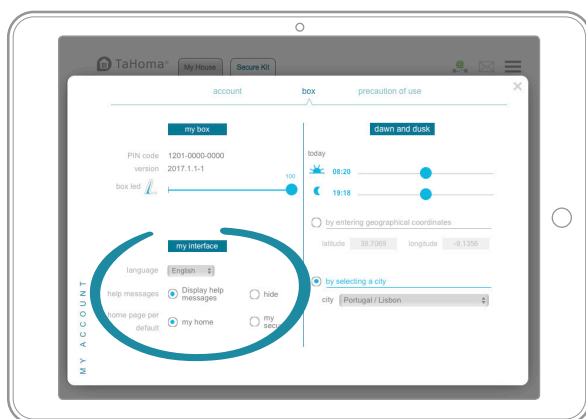 TaHoma®
My House
Secure Kit
account
box
precaution of use
my box
PIN code 1201-0000-0000
version 2017.1.1-1
box led
100
my interface
language English
help messages Display help messages hide
home page per default my home my secu
dawn and dusk
today
08:20
19:18
by entering geographical coordinates
latitude 38.7069 longitude -9.1356
by selecting a city
city Portugal / Lisbon
MY ACCOUNT